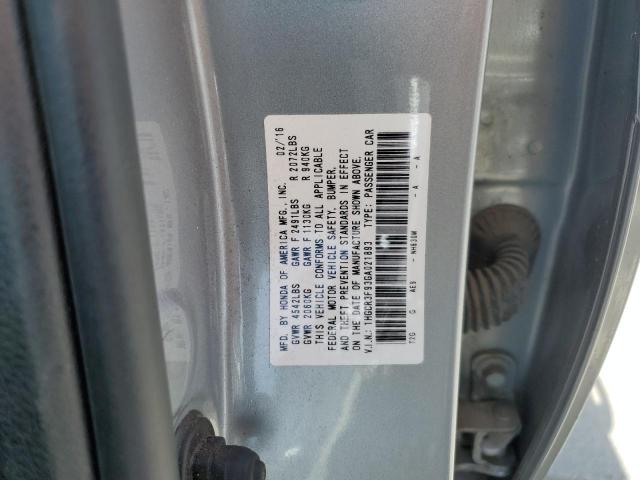 MFD. BY HONDA OF AMERICA MFG., INC. 02/16
GVWR 4542LBS GAWR F 2491LBS R 2072LBS
GVWR 2060KG GAWR F 1130KG R 940KG
THIS VEHICLE CONFORMS TO ALL APPLICABLE
FEDERAL MOTOR VEHICLE SAFETY, BUMPER,
AND THEFT PREVENTION STANDARDS IN EFFECT
ON THE DATE OF MANUFACTURE SHOWN ABOVE.
V.I.N.: 1HGCR3F93GA021893 TYPE: PASSENGER CAR
T2G G AE6 - NH830M - A - A